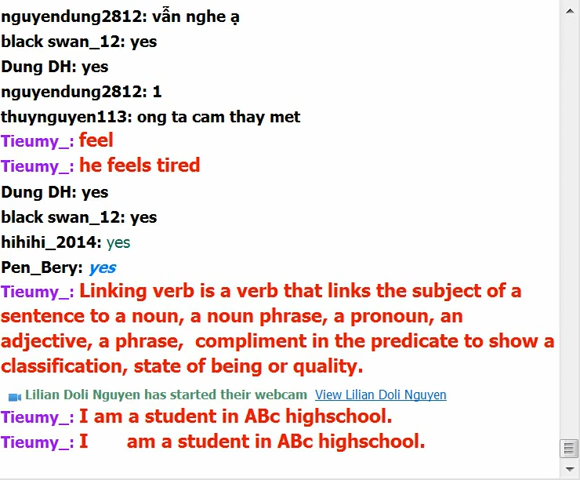 nguyendung2812: vẫn nghe ạ
black swan_12: yes
Dung DH: yes
nguyendung2812: 1
thuynguyen113: ong ta cam thay met
Tieumy_: feel
Tieumy_: he feels tired
Dung DH: yes
black swan_12: yes
hihihi_2014: yes
Pen_Bery: yes
Tieumy_: Linking verb is a verb that links the subject of a
sentence to a noun, a noun phrase, a pronoun, an
adjective, a phrase,  compliment in the predicate to show a
classification, state of being or quality.
Lilian Doli Nguyen has started their webcam  View Lilian Doli Nguyen
Tieumy_: I am a student in ABc highschool.
Tieumy_: I      am a student in ABc highschool.